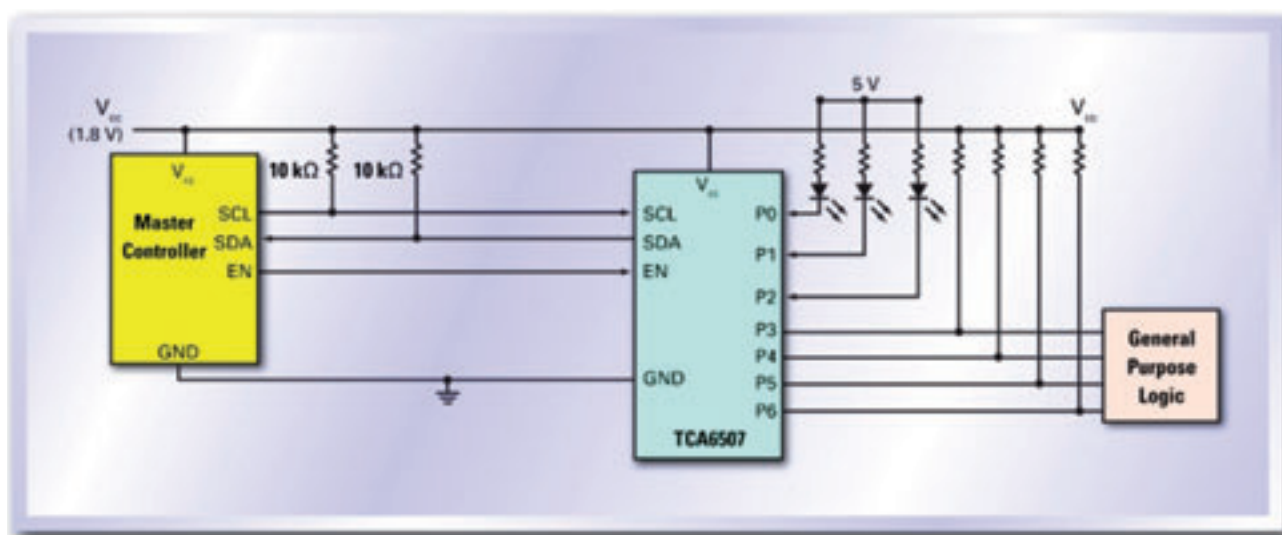 Vcc
(1.8 V)
Vcc
10 kΩ
10 kΩ
Master
Controller
SCL
SDA
EN
GND
Vcc
SCL
SDA
EN
GND
P0
P1
P2
P3
P4
P5
P6
TCA6507
5 V
Vcc
General
Purpose
Logic